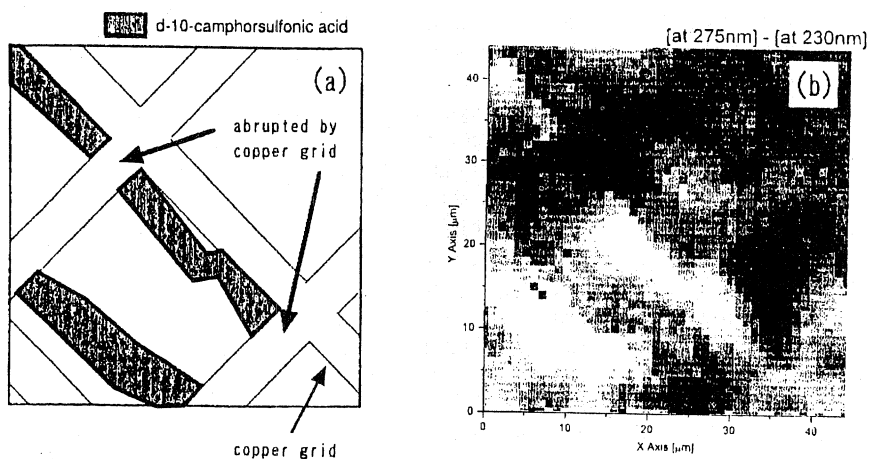 d-10-camphorsulfonic acid
(a)
abrupted by
copper grid
copper grid
[at 275nm] - [at 230nm]
(b)
Y Axis [μm]
40
30
20
10
0
0 10 20 30 40
X Axis [μm]